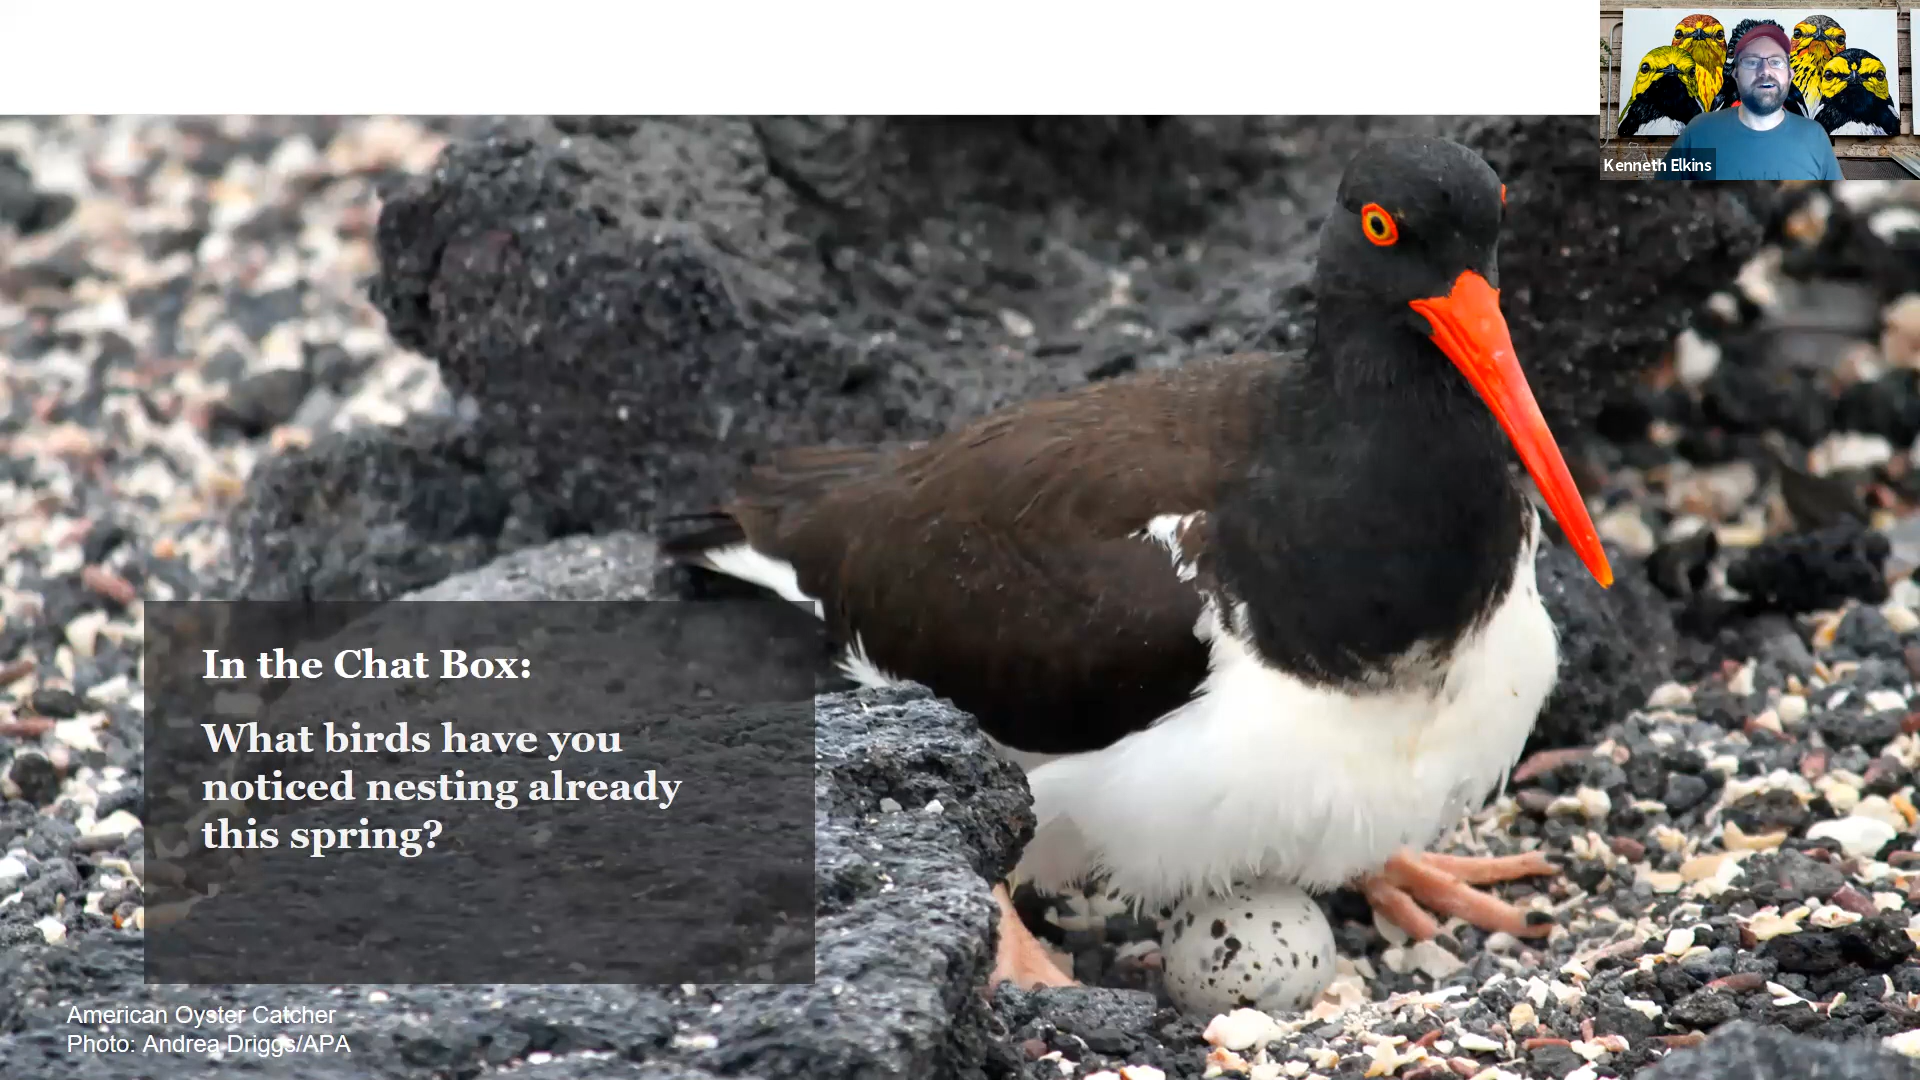 Kenneth Elkins
In the Chat Box:
What birds have you
noticed nesting already
this spring?
American Oyster Catcher
Photo: Andrea Driggs/APA